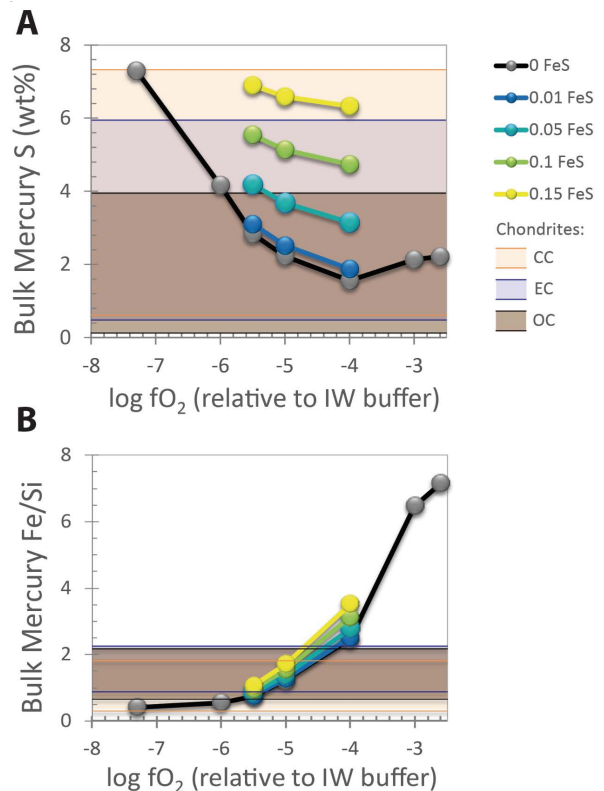 A
Bulk Mercury S (wt%)
8
6
4
2
0
-8 -7 -6 -5 -4 -3
log fO₂ (relative to IW buffer)
0 FeS
0.01 FeS
0.05 FeS
0.1 FeS
0.15 FeS
Chondrites:
CC
EC
OC
B
Bulk Mercury Fe/Si
8
6
4
2
0
-8 -7 -6 -5 -4 -3
log fO₂ (relative to IW buffer)